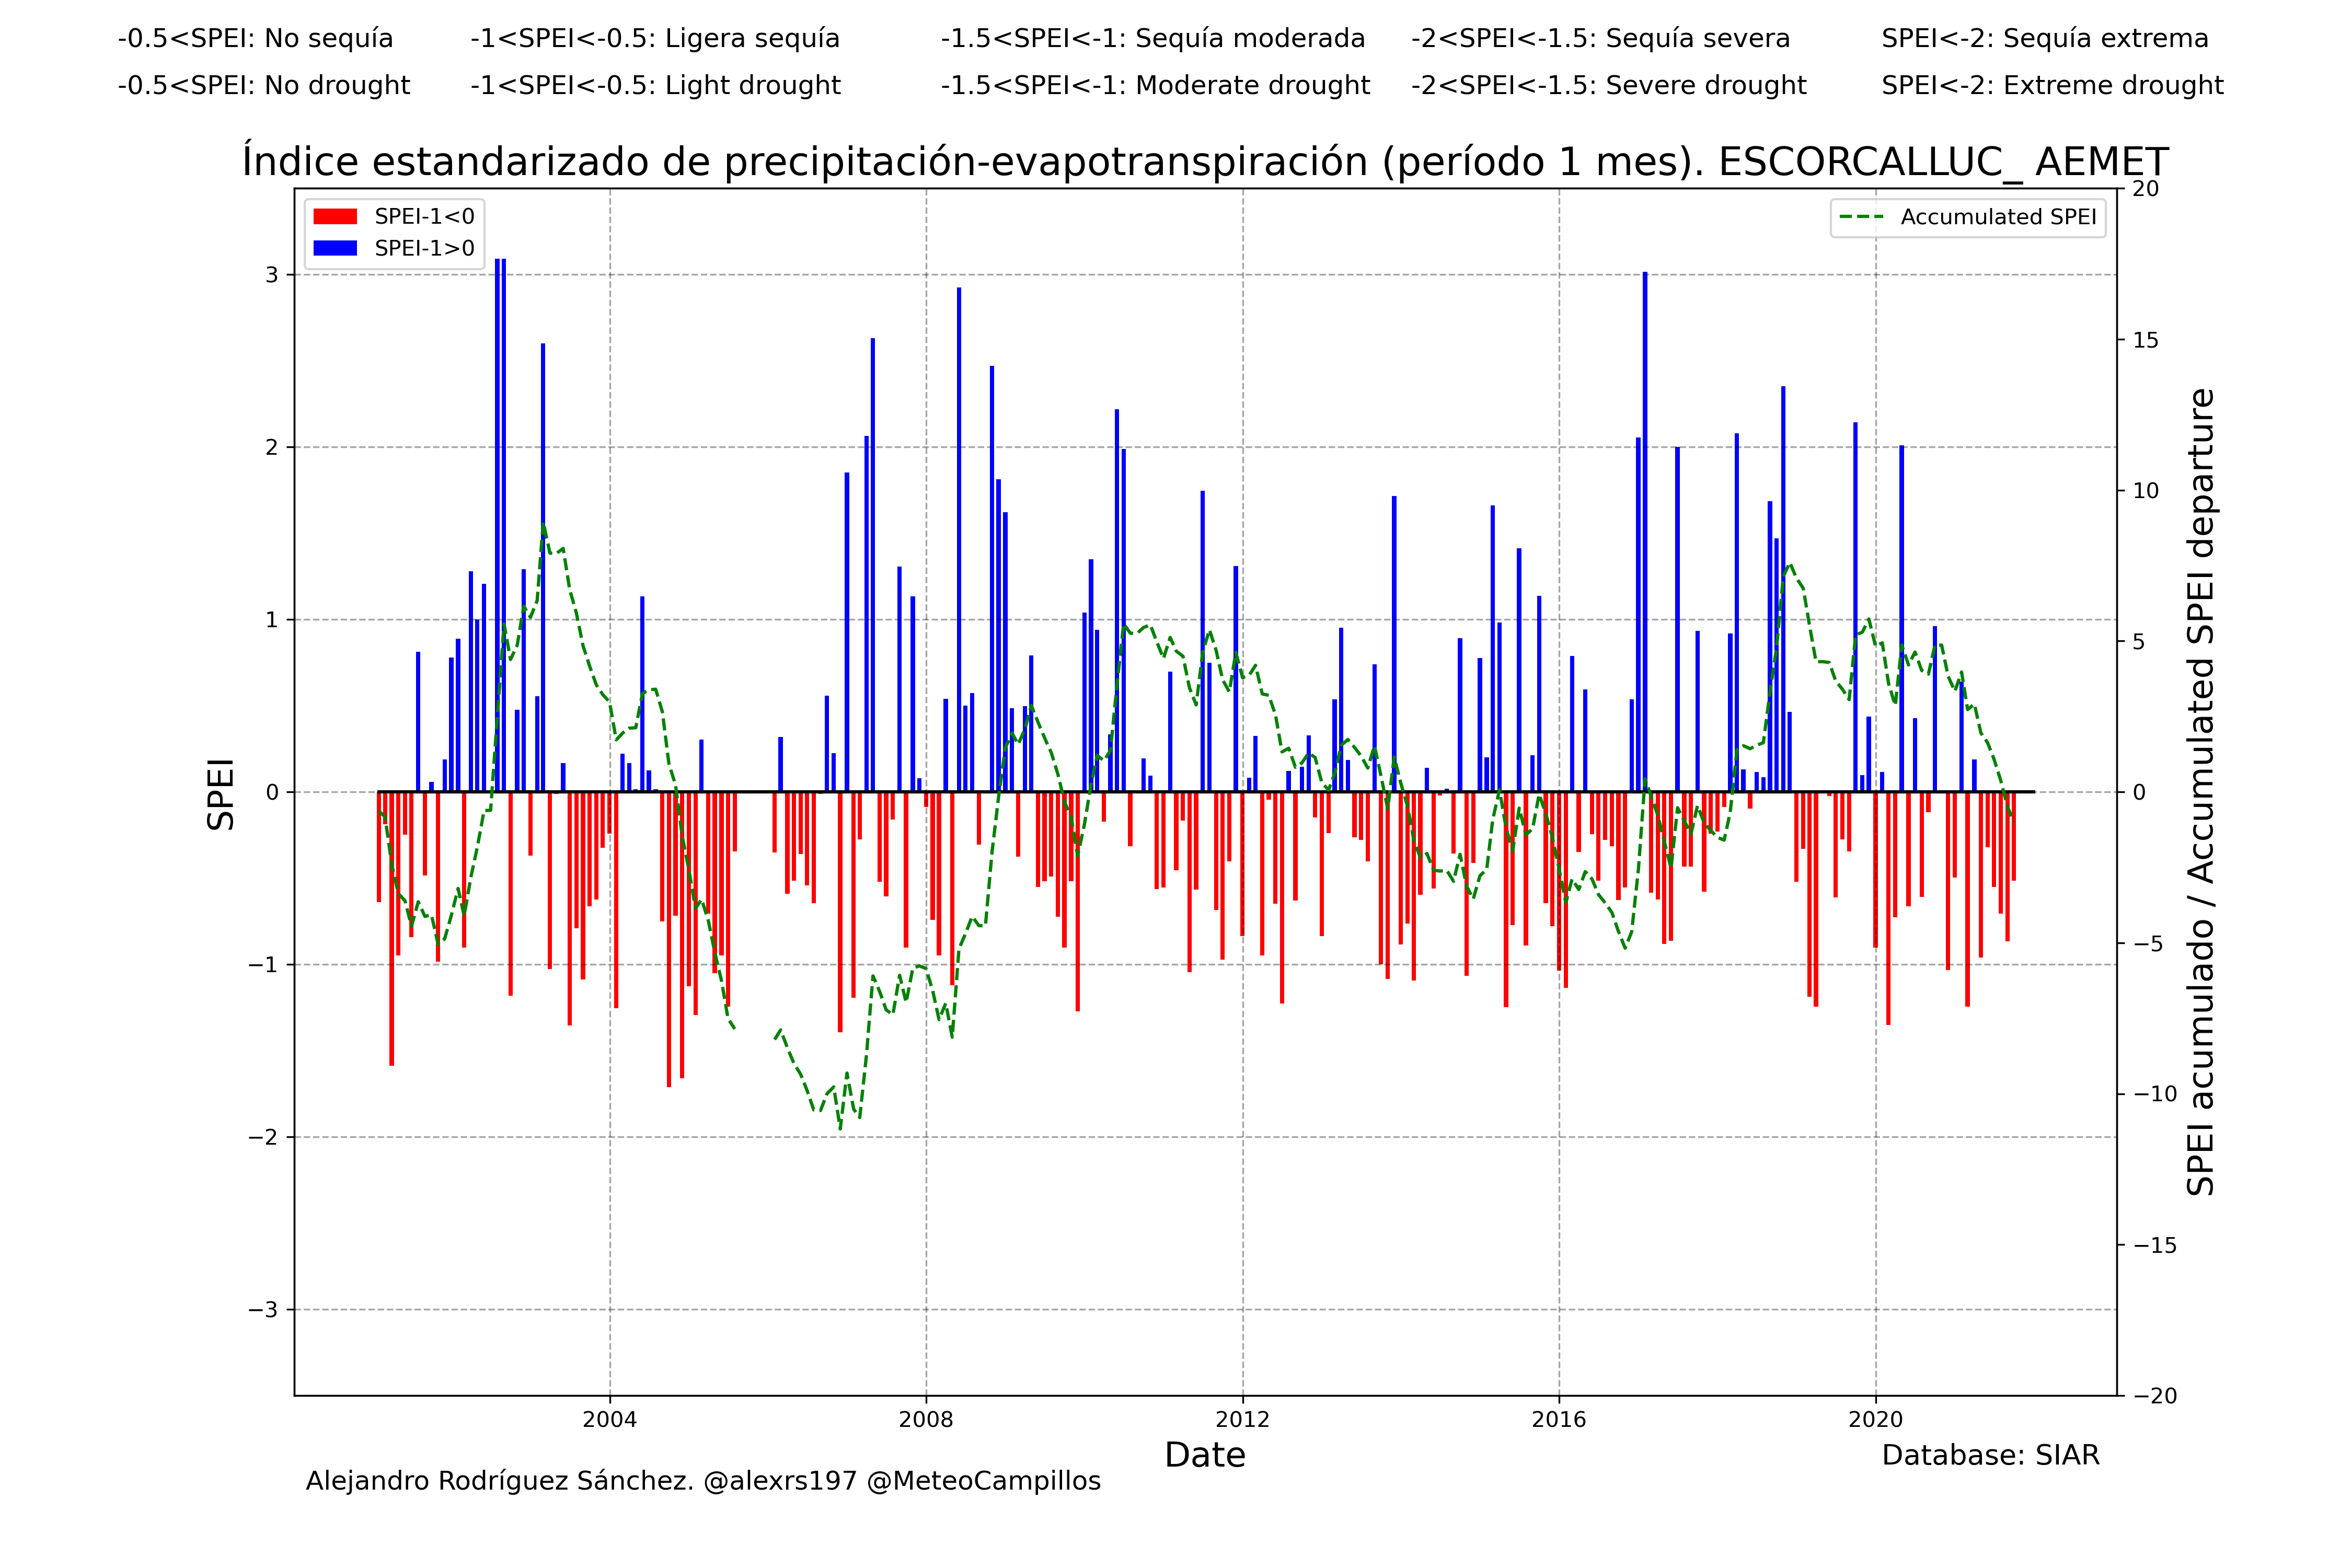 -0.5<SPEI: No sequía -1<SPEI<-0.5: Ligera sequía -1.5<SPEI<-1: Sequía moderada -2<SPEI<-1.5: Sequía severa SPEI<-2: Sequía extrema
-0.5<SPEI: No drought -1<SPEI<-0.5: Light drought -1.5<SPEI<-1: Moderate drought -2<SPEI<-1.5: Severe drought SPEI<-2: Extreme drought
Índice estandarizado de precipitación-evapotranspiración (período 1 mes). ESCORCALLUC_ AEMET
SPEI-1<0
SPEI-1>0
Accumulated SPEI
SPEI
3
2
1
0
−1
−2
−3
20
15
10
5
0
−5
−10
−15
−20
SPEI acumulado / Accumulated SPEI departure
2004 2008 2012 2016 2020
Date
Database: SIAR
Alejandro Rodríguez Sánchez. @alexrs197 @MeteoCampillos